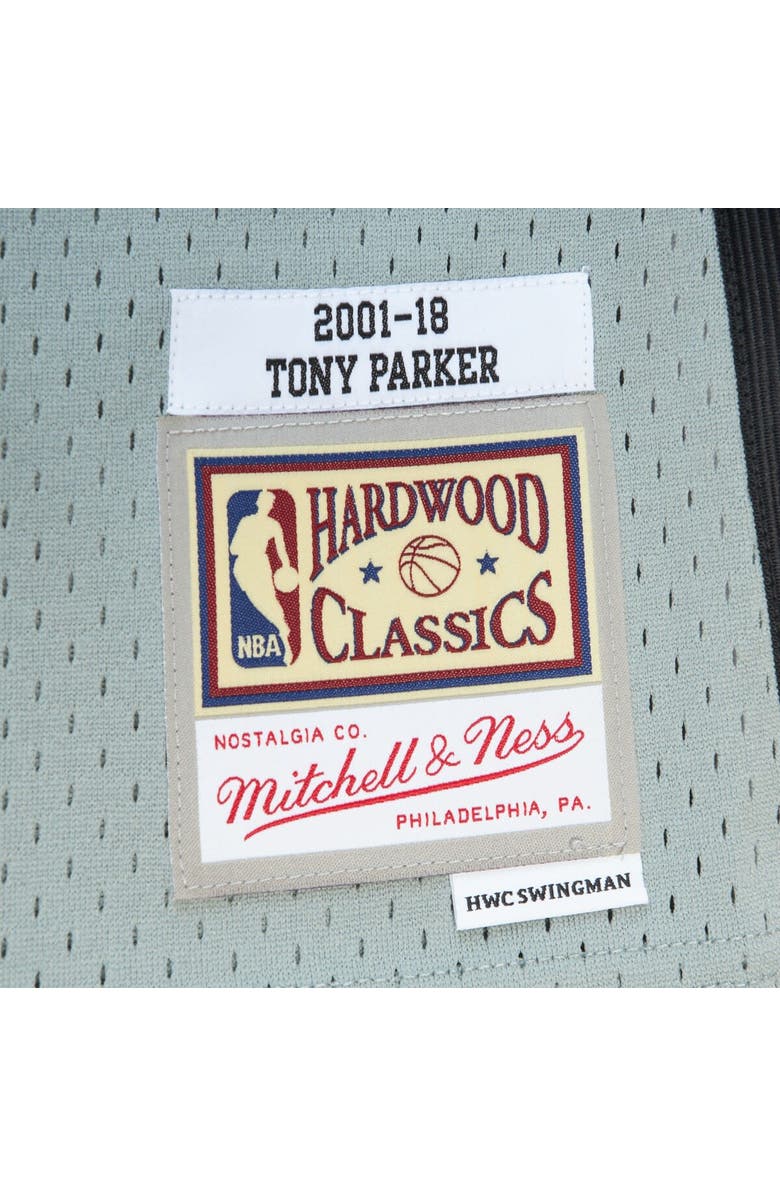 2001-18
TONY PARKER
HARDWOOD
CLASSICS
NBA
NOSTALGIA CO.
Mitchell & Ness
PHILADELPHIA, PA.
HWC SWINGMAN